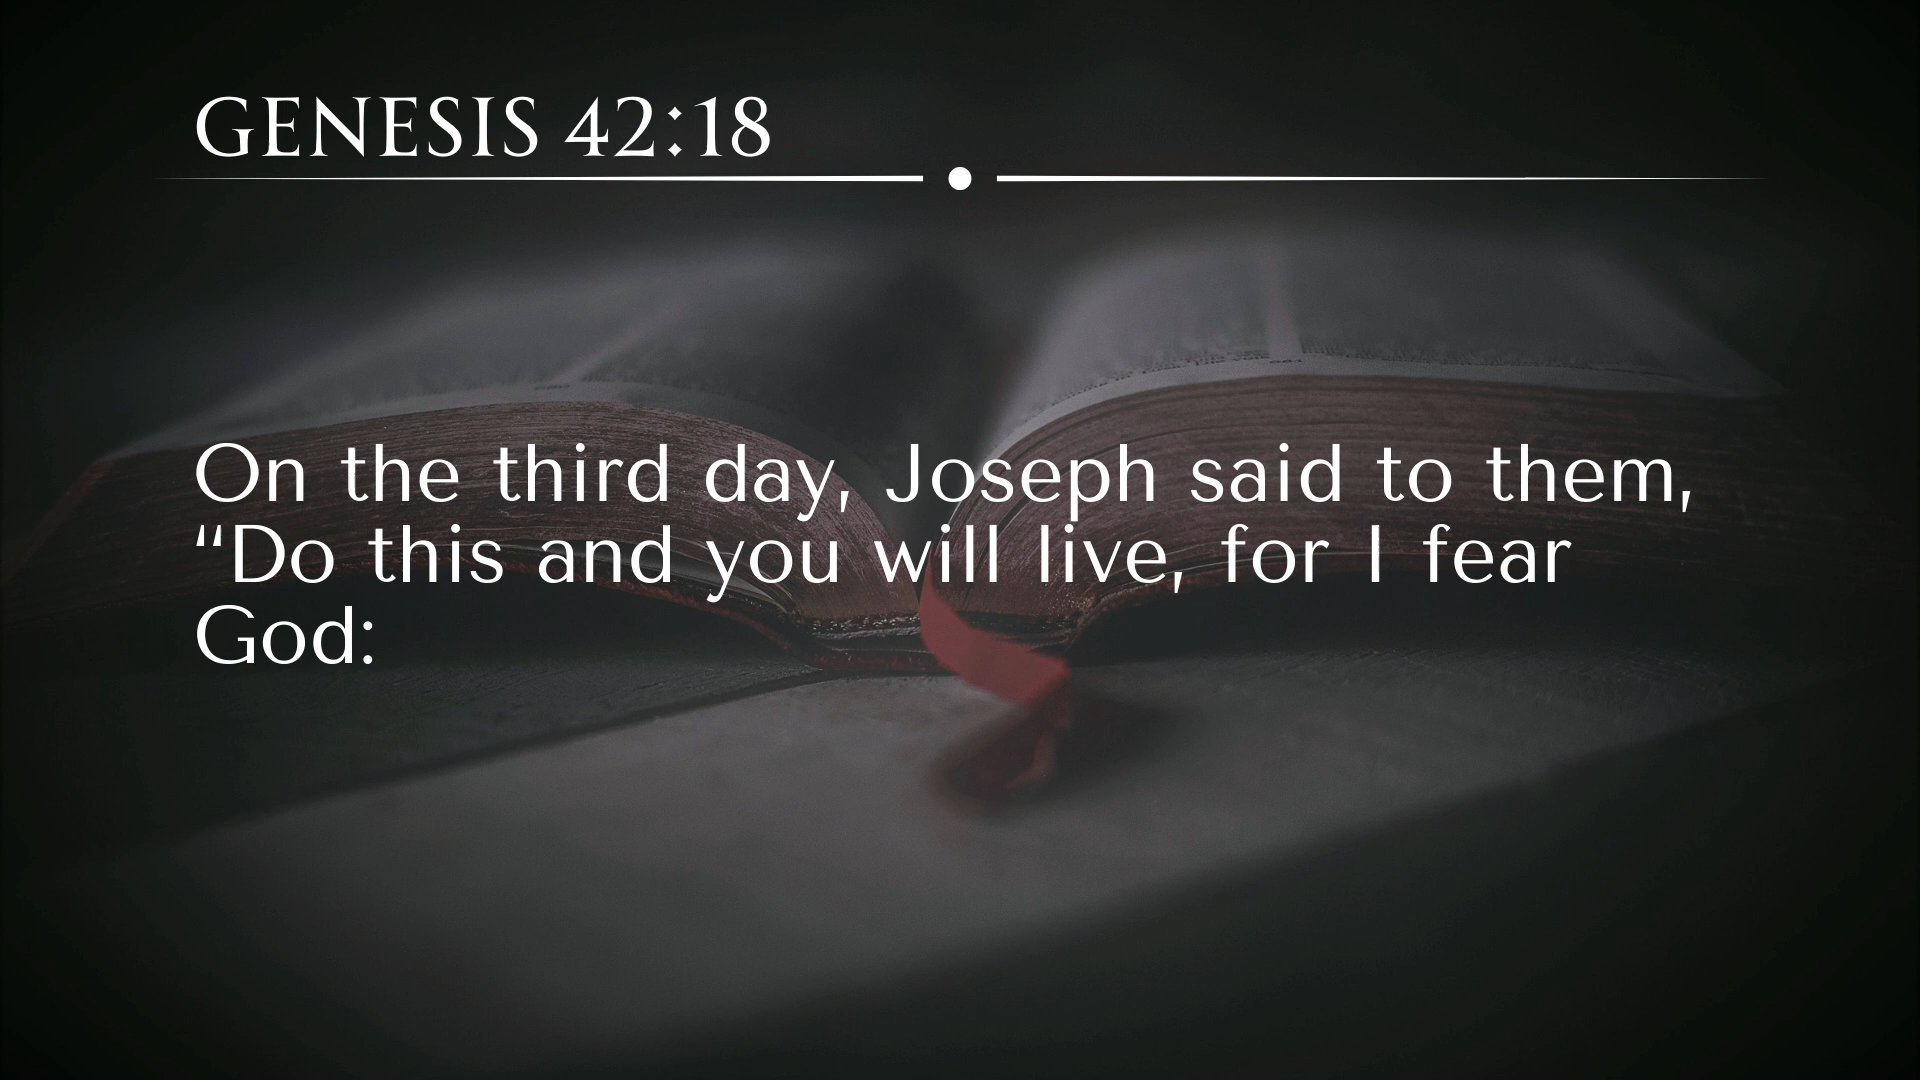 GENESIS 42:18
On the third day, Joseph said to them,
“Do this and you will live, for I fear
God: